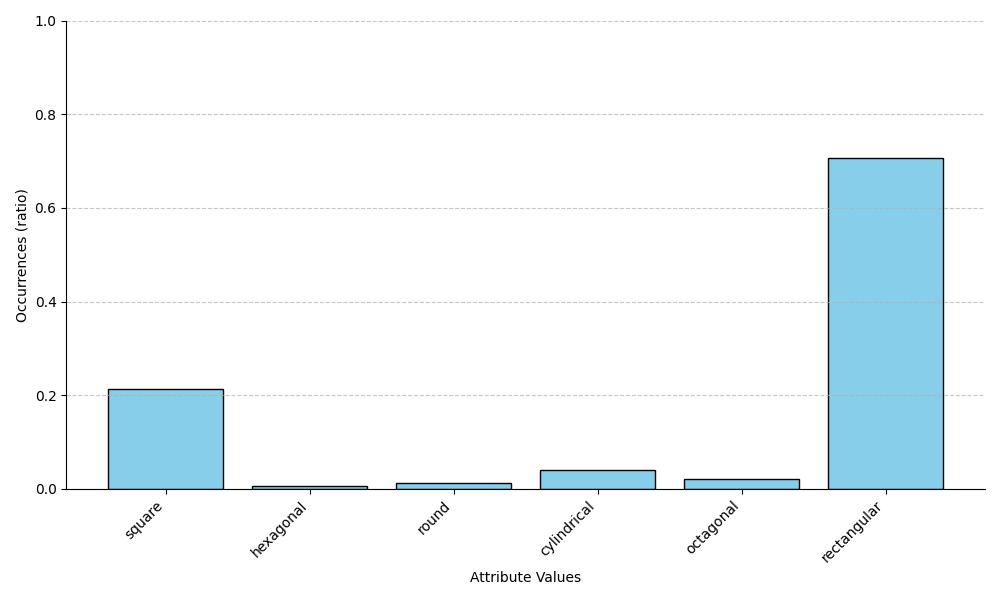 1.0
0.8
0.6
0.4
0.2
0.0
Occurrences (ratio)
square
hexagonal
round
cylindrical
octagonal
rectangular
Attribute Values